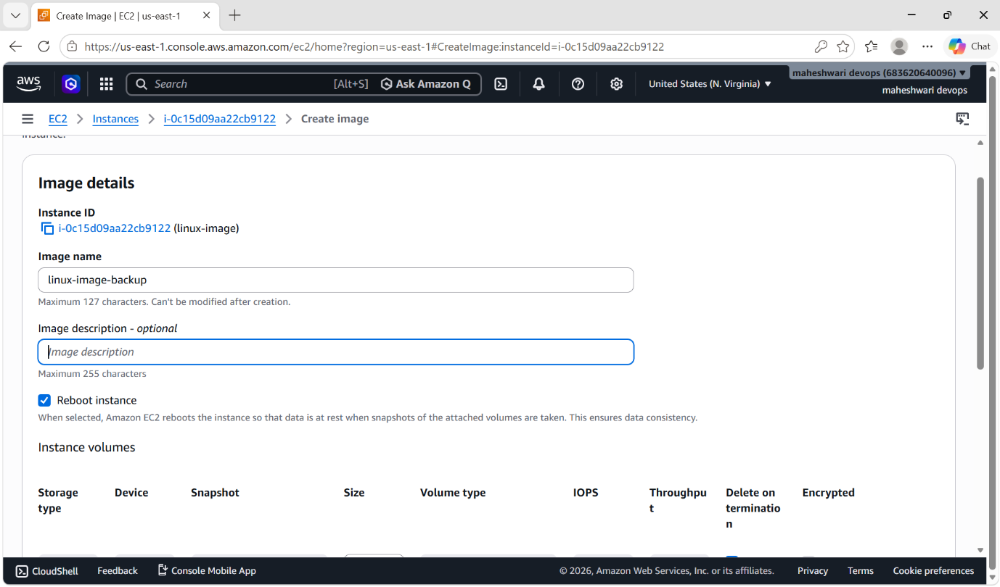 Create Image | EC2 | us-east-1
https://us-east-1.console.aws.amazon.com/ec2/home?region=us-east-1#CreateImage:instanceId=i-0c15d09aa22cb9122
Chat
aws
Search [Alt+S] Ask Amazon Q
United States (N. Virginia) ▼
maheshwari devops (683620640096) ▼
maheshwari devops
EC2 > Instances > i-0c15d09aa22cb9122 > Create image
instance.
Image details
Instance ID
i-0c15d09aa22cb9122 (linux-image)
Image name
linux-image-backup
Maximum 127 characters. Can't be modified after creation.
Image description - optional
Image description
Maximum 255 characters
Reboot instance
When selected, Amazon EC2 reboots the instance so that data is at rest when snapshots of the attached volumes are taken. This ensures data consistency.
Instance volumes
Storage type Device Snapshot Size Volume type IOPS Throughput Delete on termination Encrypted
CloudShell Feedback Console Mobile App © 2026, Amazon Web Services, Inc. or its affiliates. Privacy Terms Cookie preferences